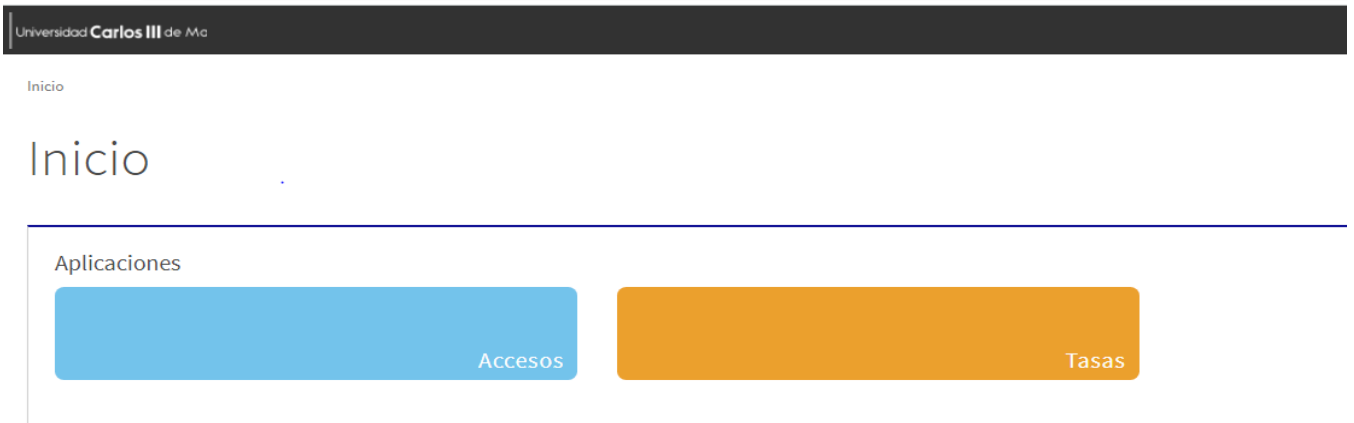 Universidad Carlos III de Ma
Inicio
Inicio
Aplicaciones
Accesos
Tasas